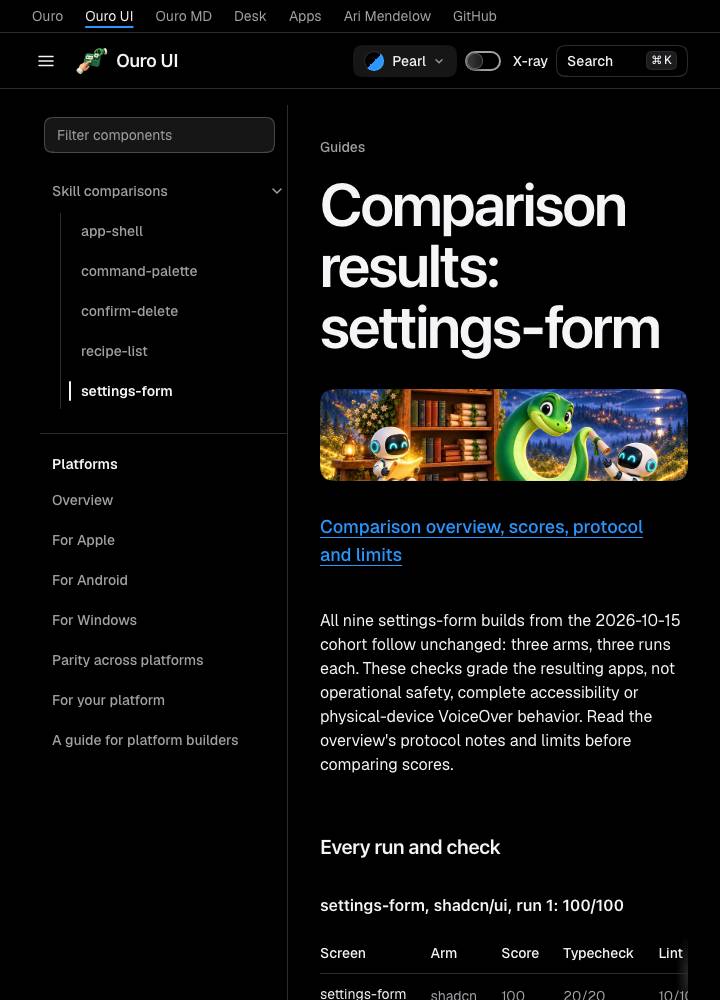 Ouro Ouro UI Ouro MD Desk Apps Ari Mendelow GitHub
Ouro UI Pearl X-ray Search ⌘ K
Filter components
Skill comparisons
app-shell
command-palette
confirm-delete
recipe-list
settings-form
Platforms
Overview
For Apple
For Android
For Windows
Parity across platforms
For your platform
A guide for platform builders
Guides
Comparison
results:
settings-form
Comparison overview, scores, protocol
and limits
All nine settings-form builds from the 2026-10-15
cohort follow unchanged: three arms, three runs
each. These checks grade the resulting apps, not
operational safety, complete accessibility or
physical-device VoiceOver behavior. Read the
overview's protocol notes and limits before
comparing scores.
Every run and check
settings-form, shadcn/ui, run 1: 100/100
Screen Arm Score Typecheck Lint
settings-form shadcn 100 20/20